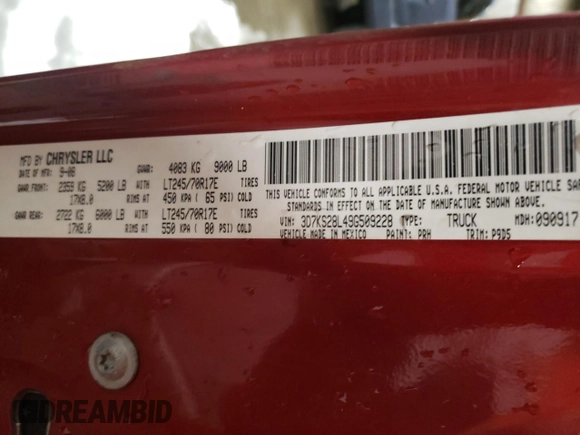 MFD BY CHRYSLER LLC
DATE OF MFR: 9-08 GVWR: 4083 KG 9000 LB
GAWR FRONT: 2359 KG 5200 LB WITH LT245/70R17E TIRES
17X8.0 RIMS AT 450 KPA ( 65 PSI) COLD
GAWR REAR: 2722 KG 6000 LB WITH LT245/70R17E TIRES
17X8.0 RIMS AT 550 KPA ( 80 PSI) COLD
THIS VEHICLE CONFORMS TO ALL APPLICABLE U.S.A. FEDERAL MOTOR VEHICLE SAF
STANDARDS IN EFFECT ON THE DATE OF MANUFACTURE SHOWN ABOVE.
VIN: 3D7KS28L49G509228 TYPE: TRUCK MDH: 090917
VEHICLE MADE IN MEXICO PAINT: PRH TRIM: P9D5
DREAMBID